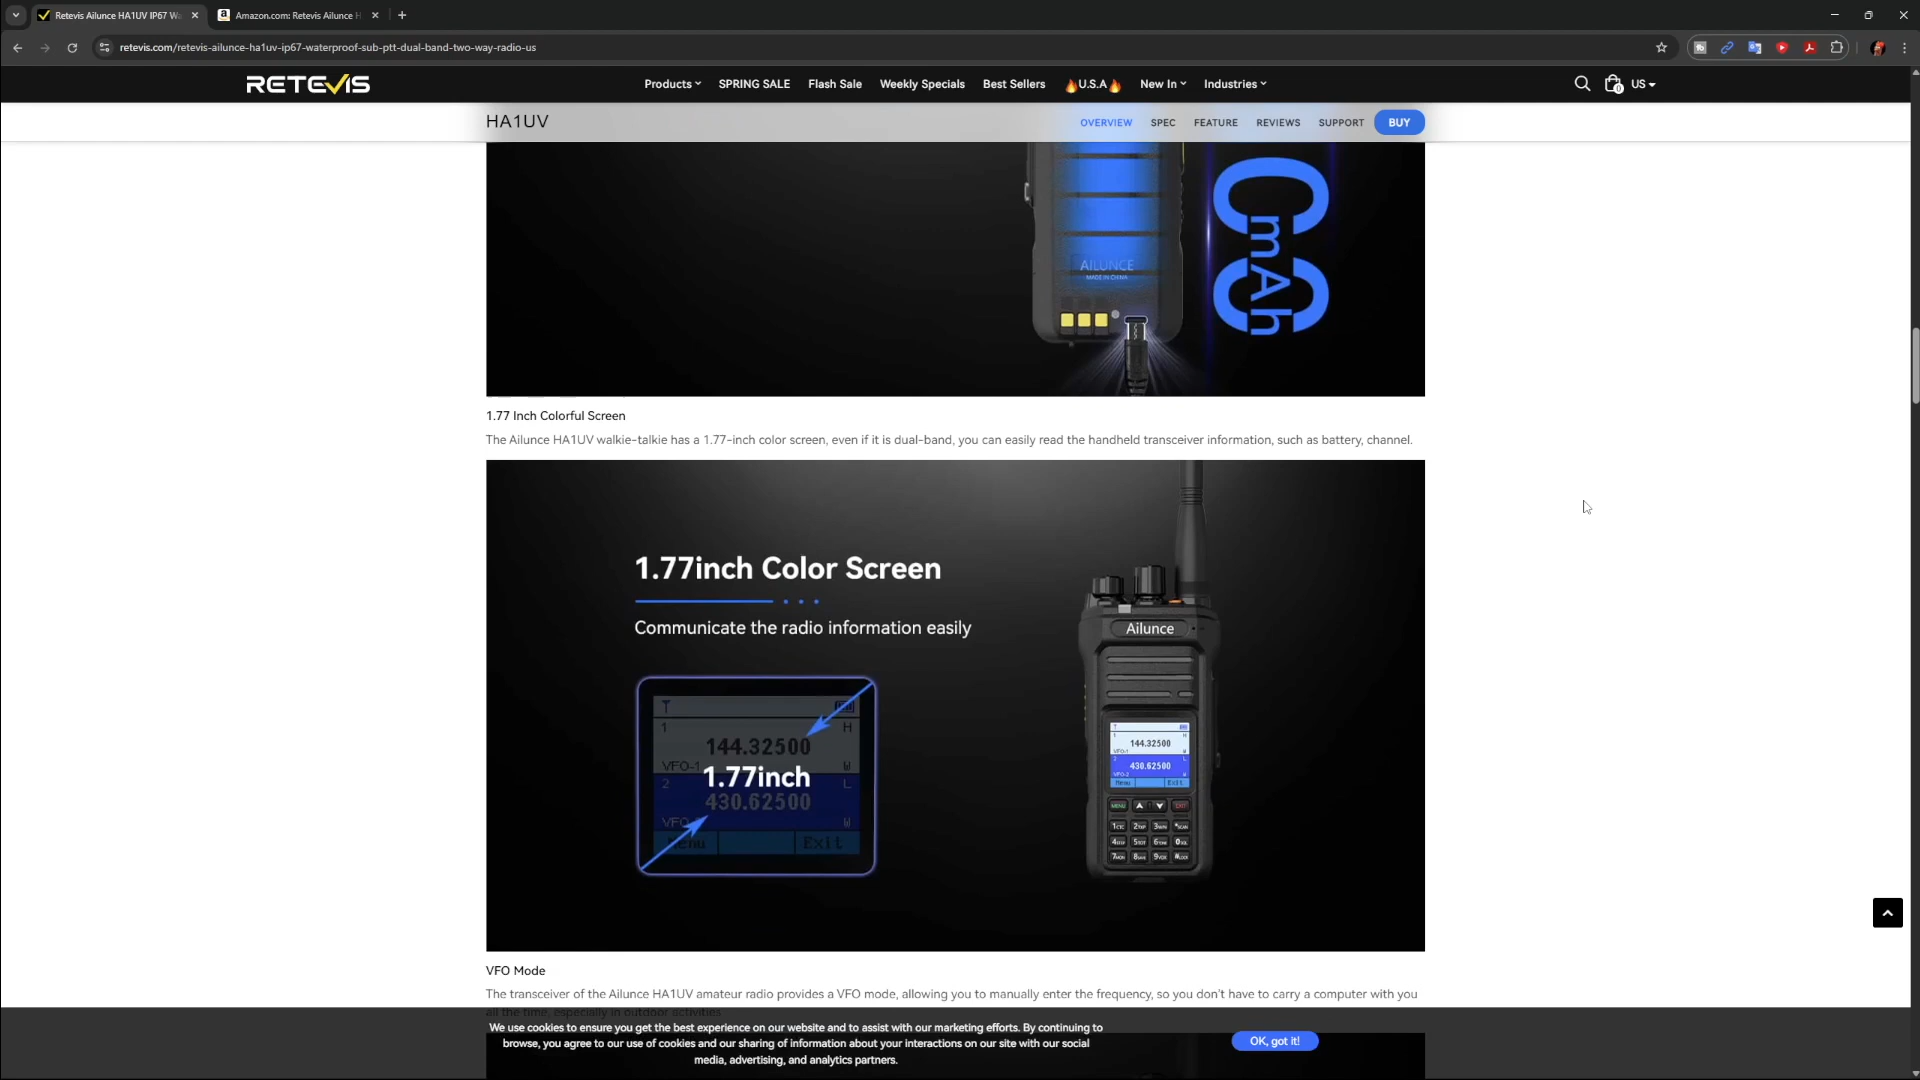 Retevis Ailunce HA1UV IP67 Wa
Amazon.com: Retevis Ailunce H
retevis.com/retevis-ailunce-ha1uv-ip67-waterproof-sub-ptt-dual-band-two-way-radio-us
RETEVIS
Products
SPRING SALE
Flash Sale
Weekly Specials
Best Sellers
🔥U.S.A🔥
New In
Industries
0
US
HA1UV
OVERVIEW
SPEC
FEATURE
REVIEWS
SUPPORT
BUY
mAh
AILUNCE
MADE IN CHINA
1.77 Inch Colorful Screen
The Ailunce HA1UV walkie-talkie has a 1.77-inch color screen, even if it is dual-band, you can easily read the handheld transceiver information, such as battery, channel.
1.77inch Color Screen
Communicate the radio information easily
1 H
144.32500
VFO-1 W
1.77inch
2 L
430.62500
VFO- W
Menu Exit
Ailunce
144.32500
VFO-1
430.62500
VFO-2
Menu Exit
MENU
VFO Mode
The transceiver of the Ailunce HA1UV amateur radio provides a VFO mode, allowing you to manually enter the frequency, so you don't have to carry a computer with you
all the time, especially in outdoor activities
We use cookies to ensure you get the best experience on our website and to assist with our marketing efforts. By continuing to
browse, you agree to our use of cookies and our sharing of information about your interactions on our site with our social
media, advertising, and analytics partners.
OK, got it!